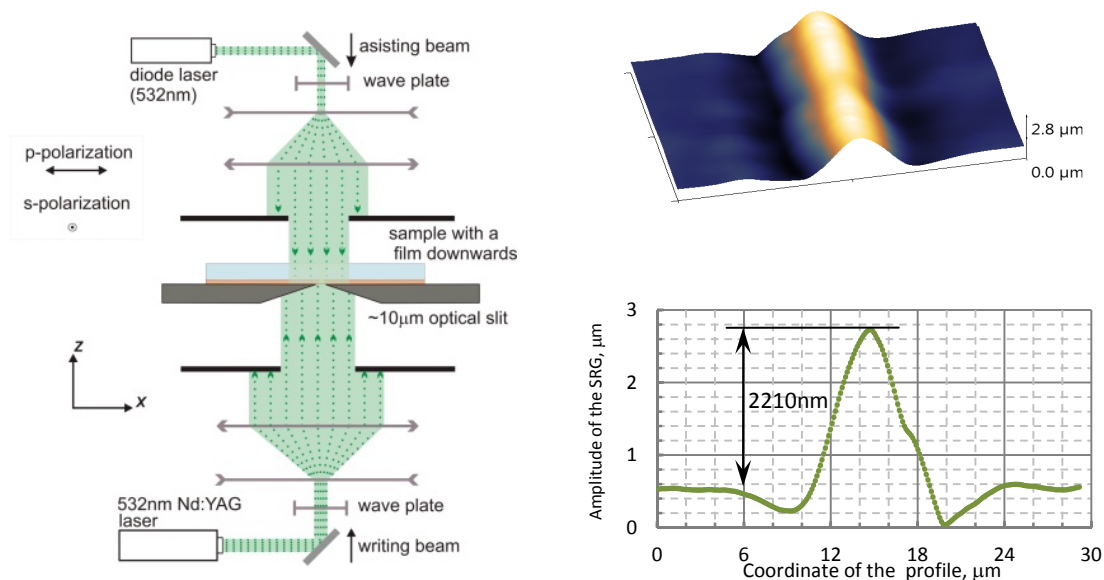 diode laser
(532nm)
asisting beam
wave plate
p-polarization
s-polarization
sample with a
film downwards
~10μm optical slit
z
x
532nm Nd:YAG
laser
wave plate
writing beam
2.8 μm
0.0 μm
Amplitude of the SRG, μm
3
2
1
0
2210nm
0 6 12 18 24 30
Coordinate of the profile, μm